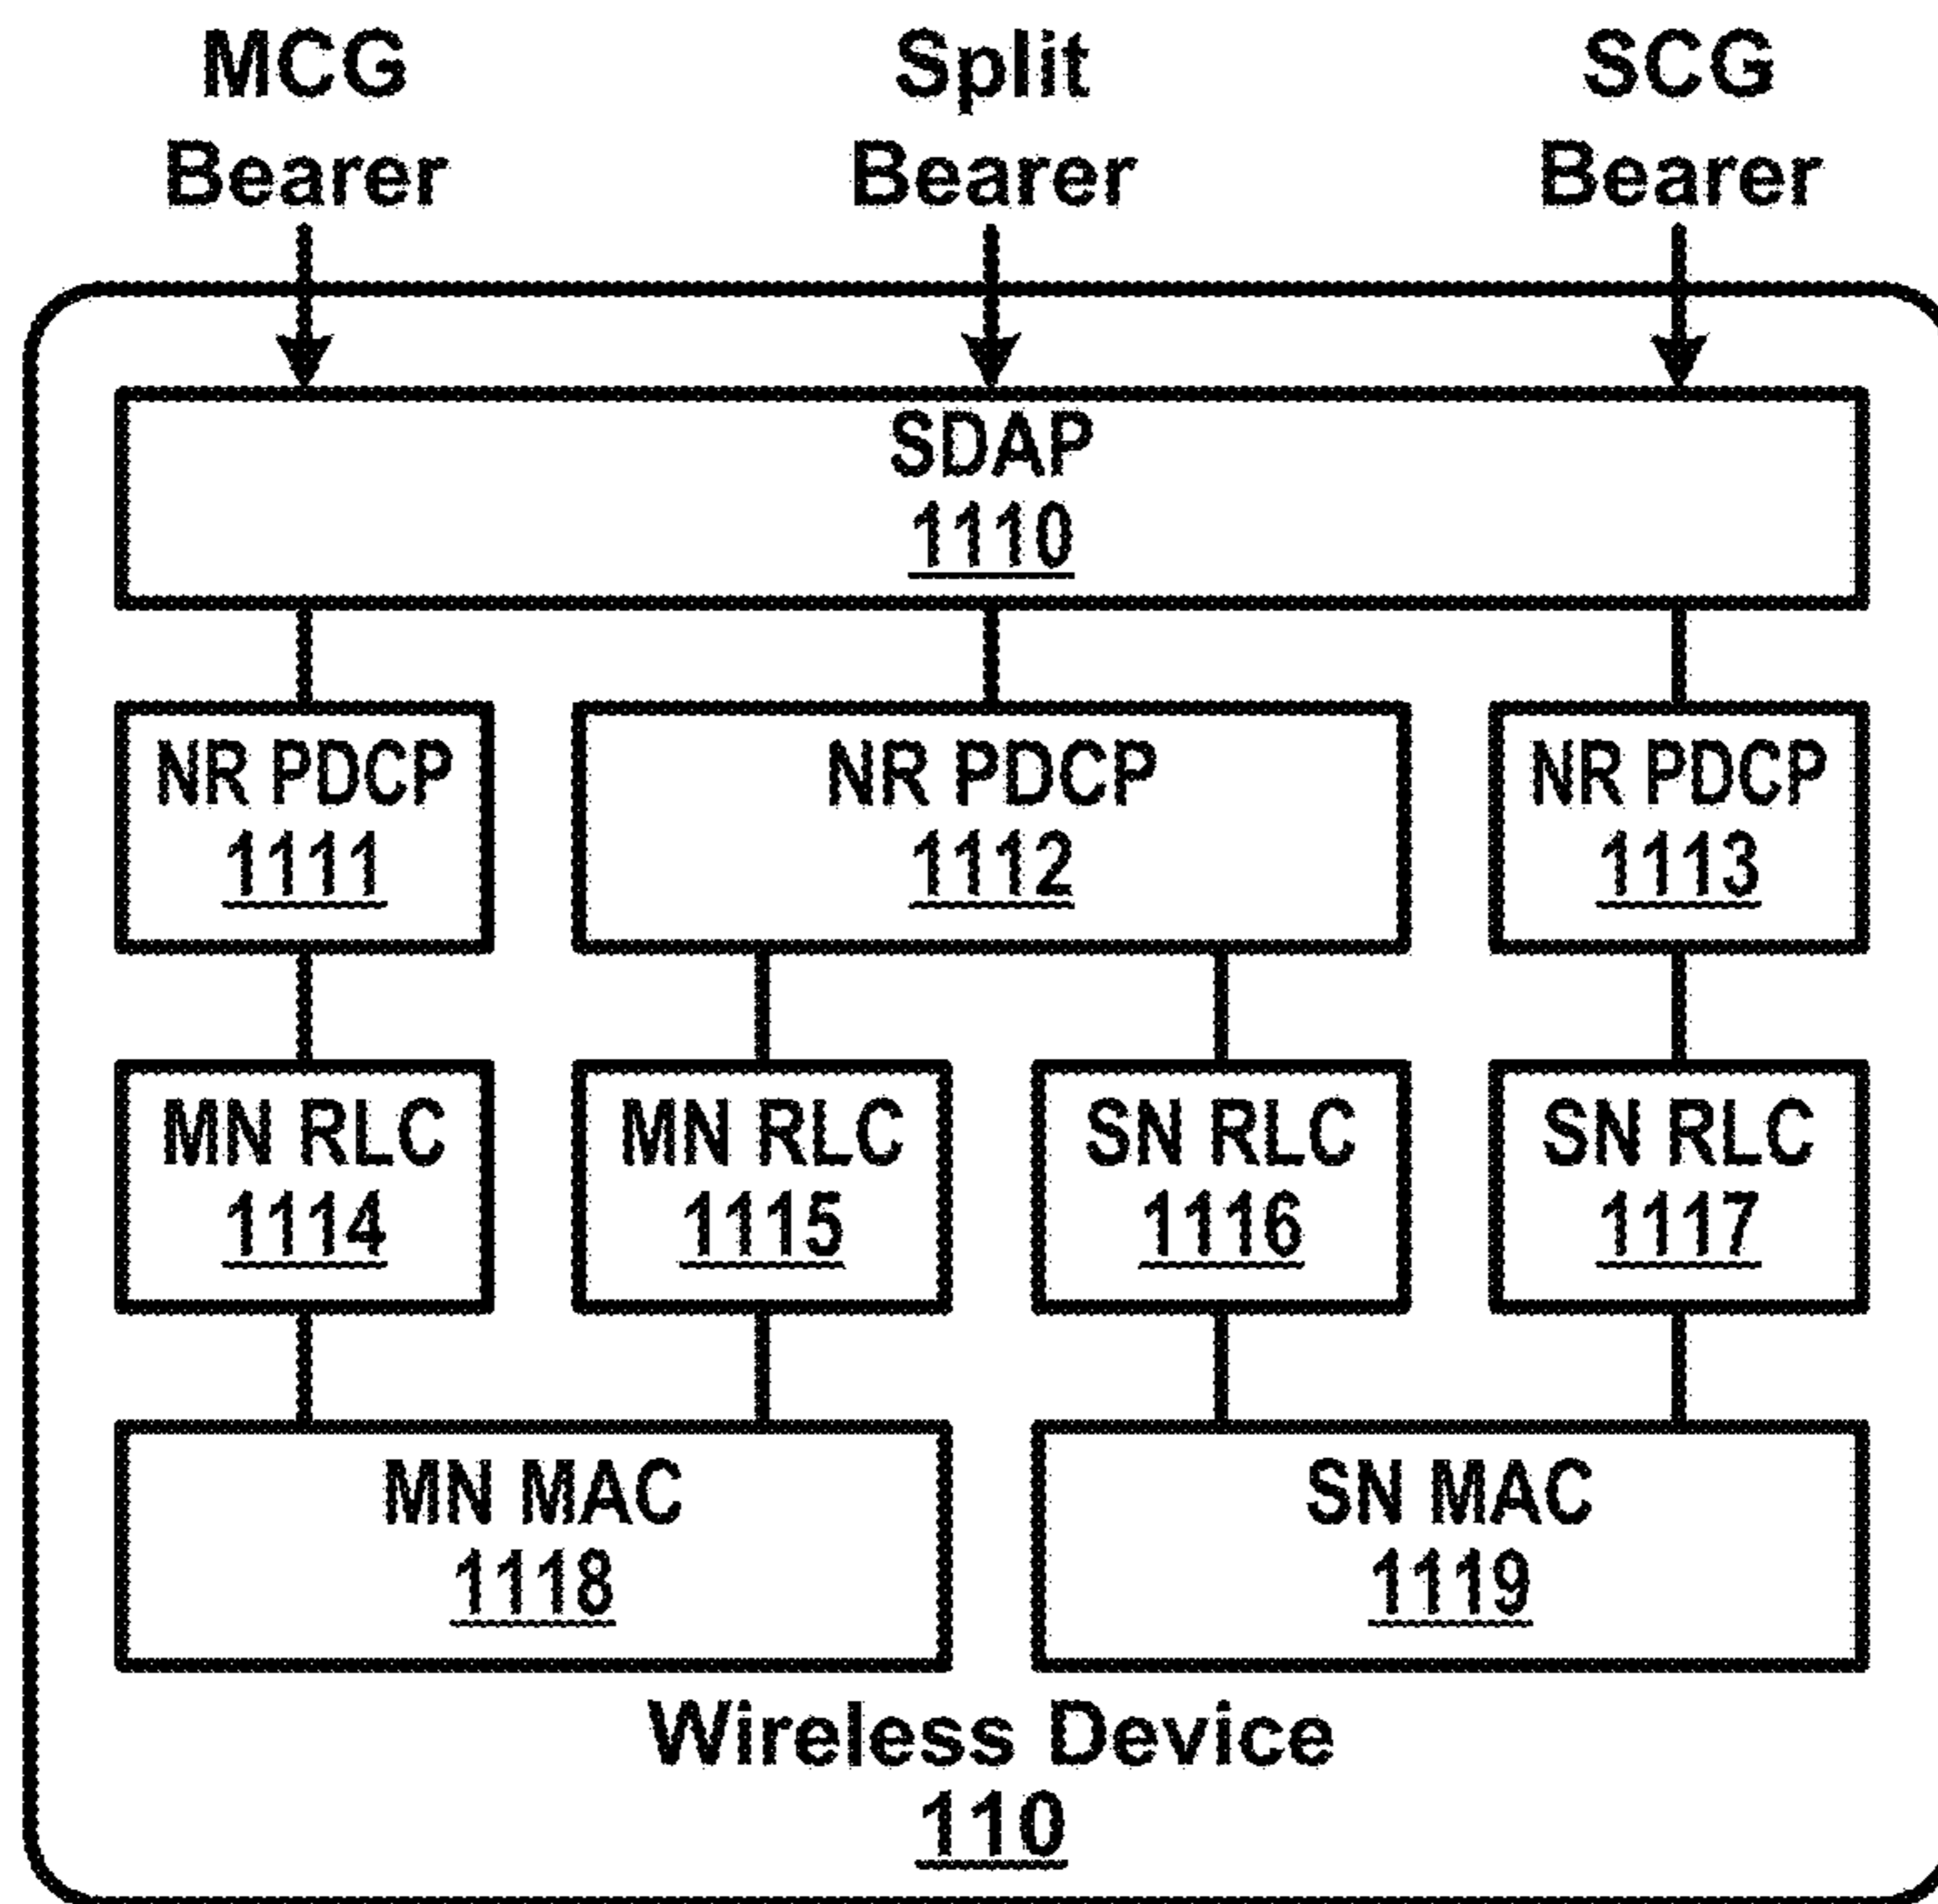 MCG
Bearer
Split
Bearer
SCG
Bearer
SDAP
1110
NR PDCP
1111
NR PDCP
1112
NR PDCP
1113
MN RLC
1114
MN RLC
1115
SN RLC
1116
SN RLC
1117
MN MAC
1118
SN MAC
1119
Wireless Device
110